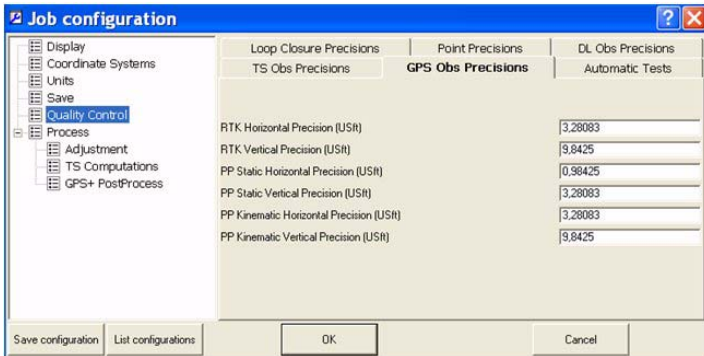 Job configuration
Display
Coordinate Systems
Units
Save
Quality Control
Process
Adjustment
TS Computations
GPS+ PostProcess
Loop Closure Precisions
Point Precisions
DL Obs Precisions
TS Obs Precisions
GPS Obs Precisions
Automatic Tests
RTK Horizontal Precision (USft)
3,28083
RTK Vertical Precision (USft)
9,8425
PP Static Horizontal Precision (USft)
0,98425
PP Static Vertical Precision (USft)
3,28083
PP Kinematic Horizontal Precision (USft)
3,28083
PP Kinematic Vertical Precision (USft)
9,8425
Save configuration
List configurations
OK
Cancel